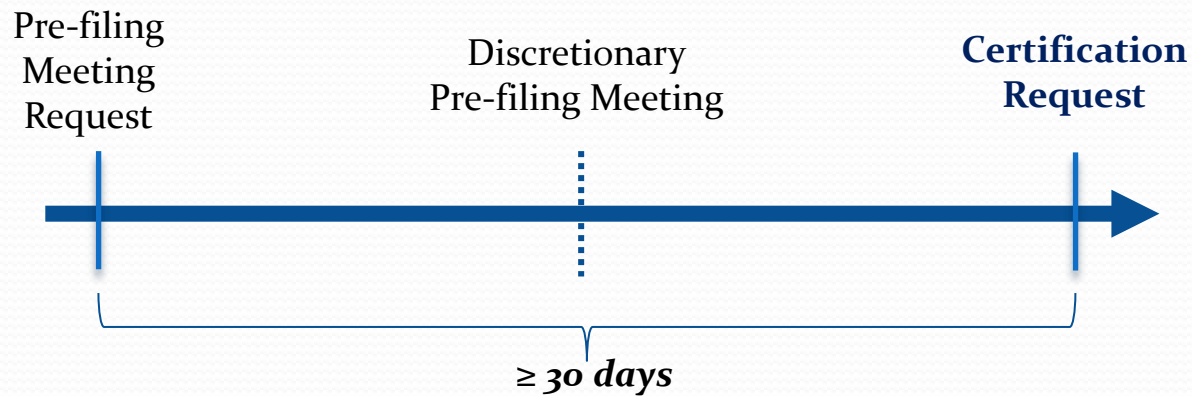 Pre-filing
Meeting
Request
Discretionary
Pre-filing Meeting
Certification
Request
≥ 30 days